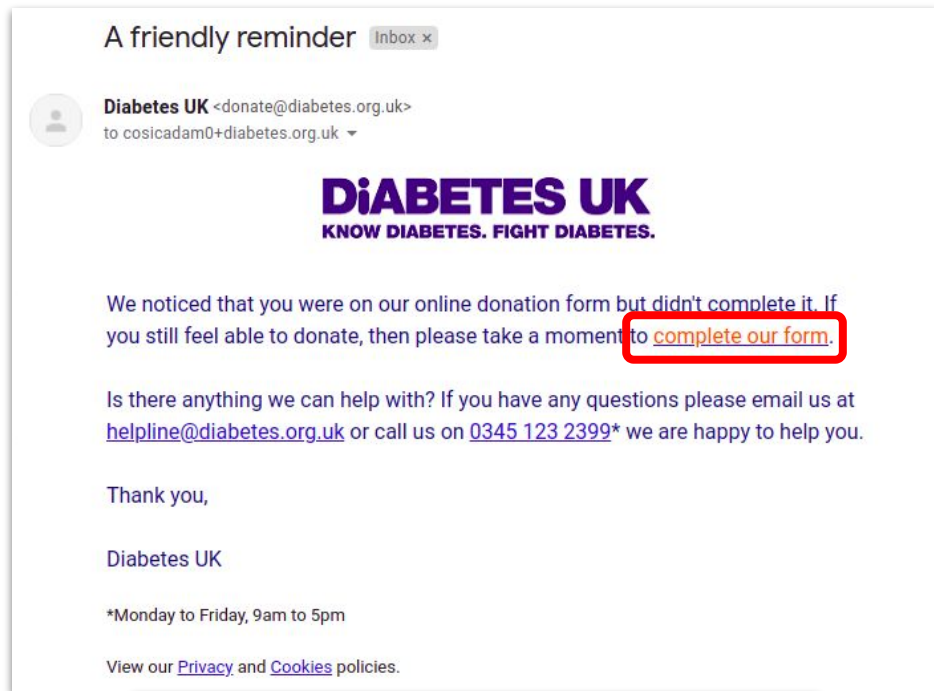 A friendly reminder Inbox ×
Diabetes UK <donate@diabetes.org.uk>
to cosicadam0+diabetes.org.uk
DiABETES UK
KNOW DIABETES. FIGHT DIABETES.
We noticed that you were on our online donation form but didn't complete it. If
you still feel able to donate, then please take a moment to complete our form.
Is there anything we can help with? If you have any questions please email us at
helpline@diabetes.org.uk or call us on 0345 123 2399* we are happy to help you.
Thank you,
Diabetes UK
*Monday to Friday, 9am to 5pm
View our Privacy and Cookies policies.